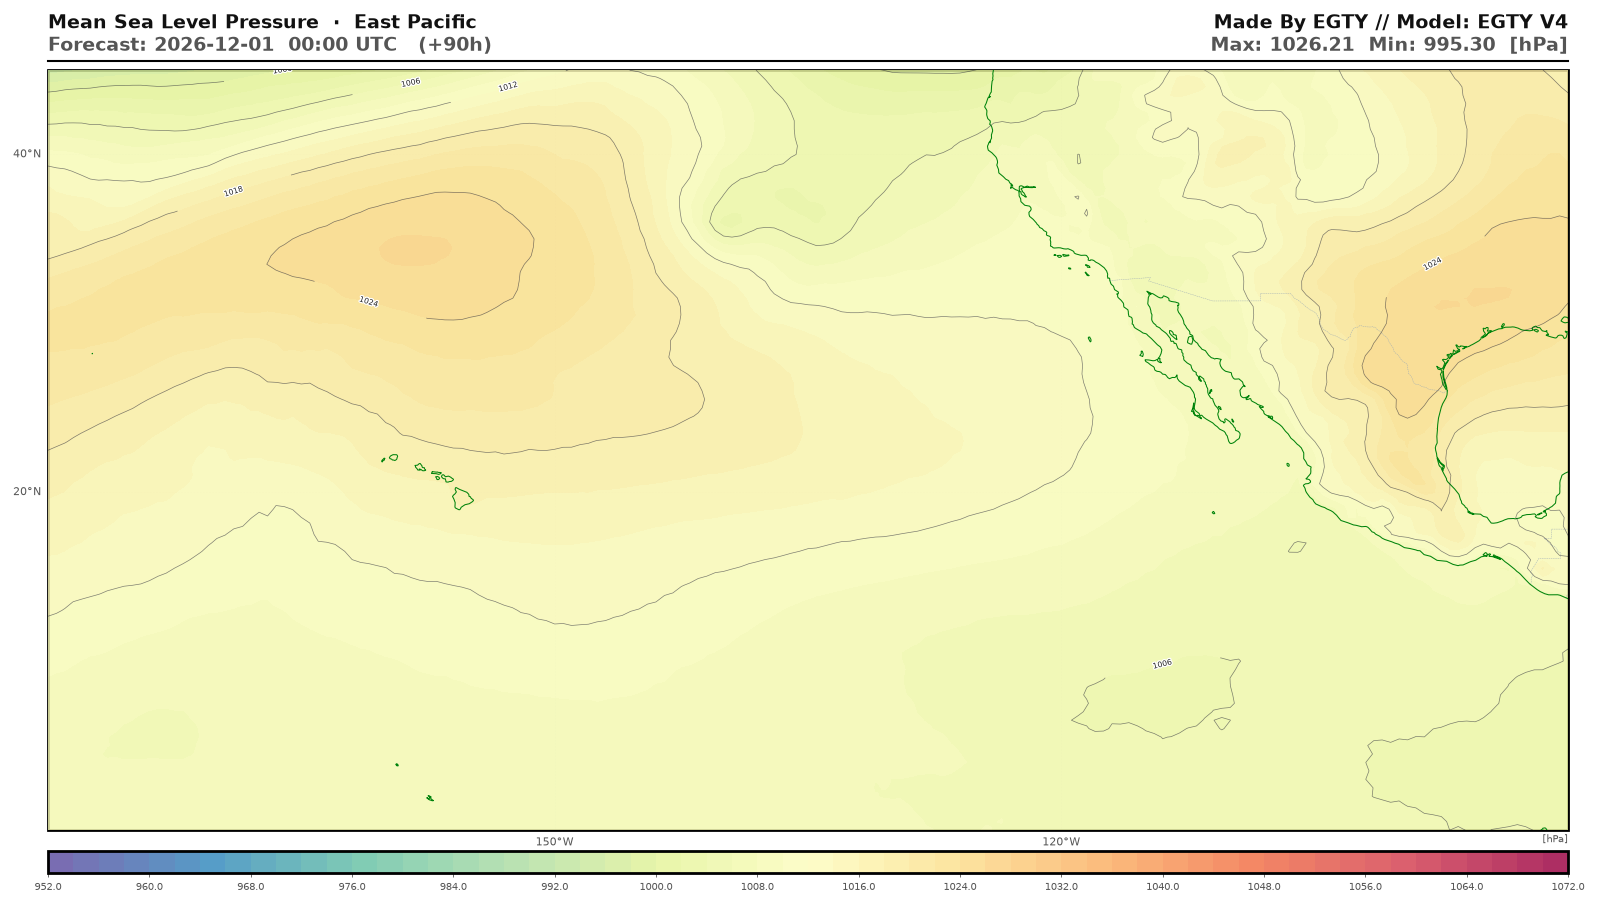 Mean Sea Level Pressure · East Pacific
Made By EGTY // Model: EGTY V4
Forecast: 2026-12-01 00:00 UTC (+90h)
Max: 1026.21 Min: 995.30 [hPa]
1006
1012
40°N
1018
1024
1024
20°N
1006
150°W
120°W
[hPa]
952.0 960.0 968.0 976.0 984.0 992.0 1000.0 1008.0 1016.0 1024.0 1032.0 1040.0 1048.0 1056.0 1064.0 1072.0